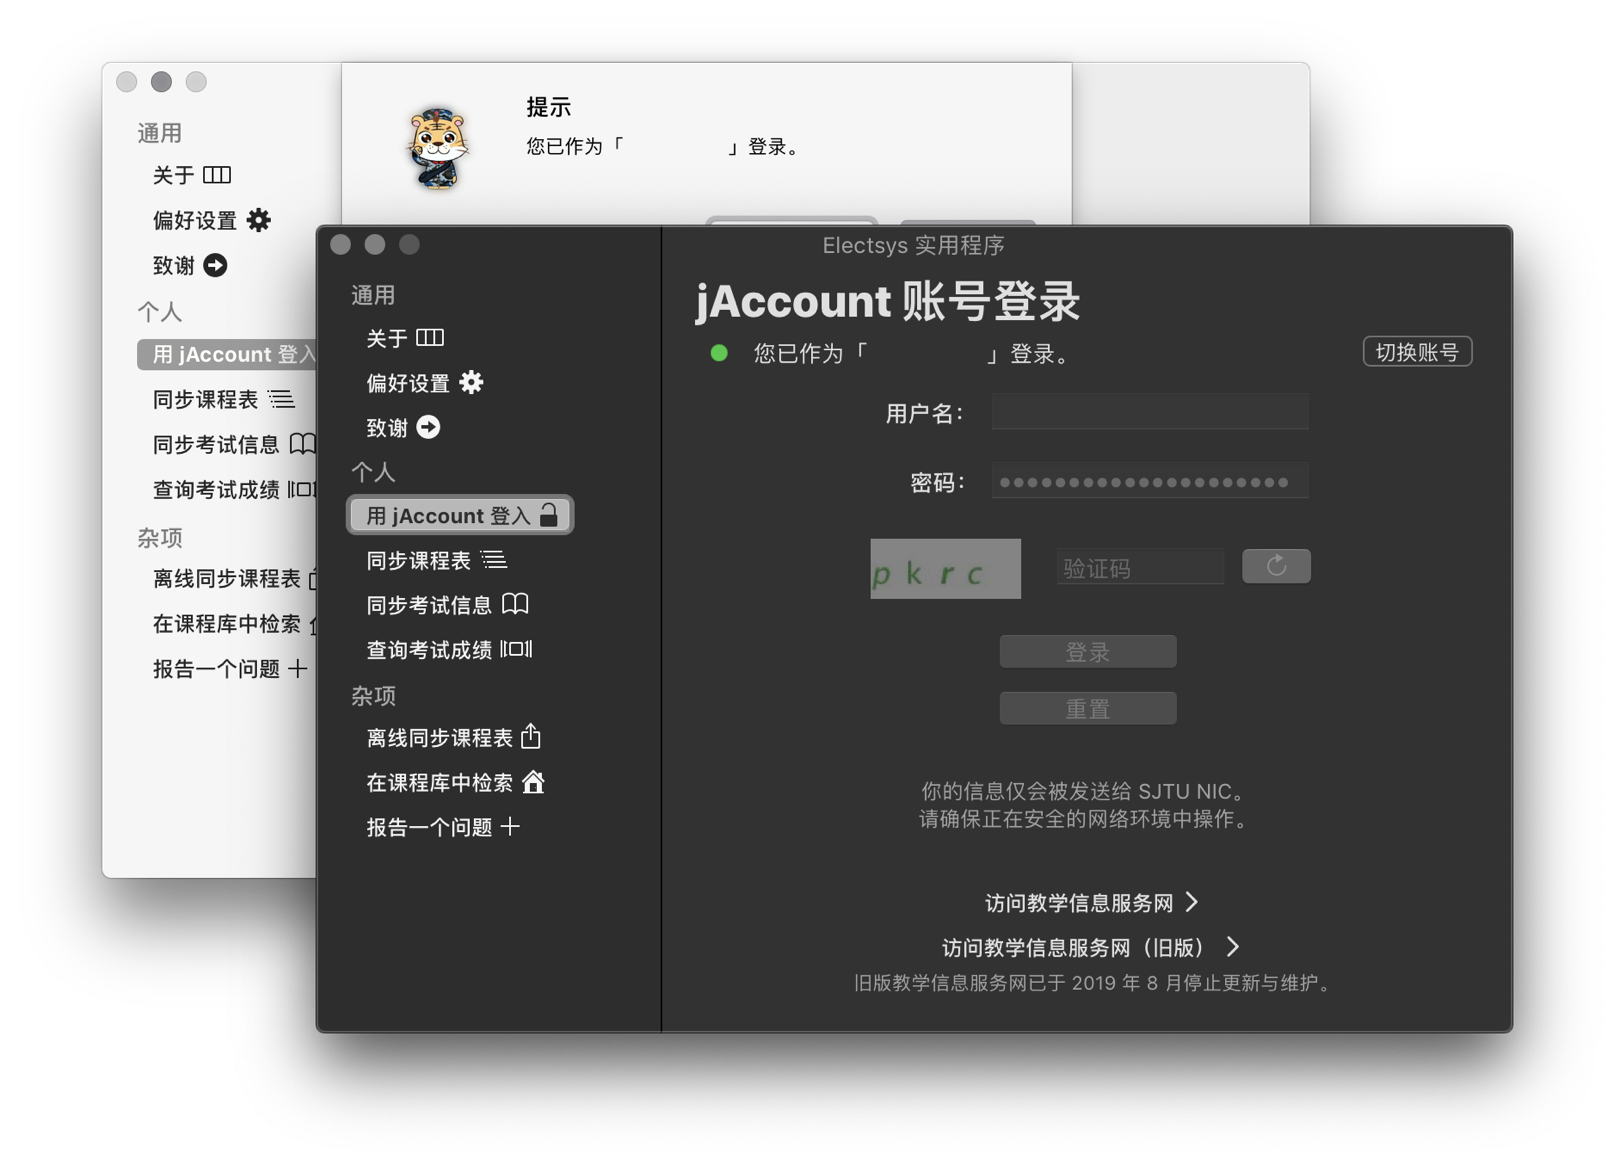 通用
关于
偏好设置
致谢
个人
用 jAccount 登入
同步课程表
同步考试信息
查询考试成绩
杂项
离线同步课程表
在课程库中检索
报告一个问题
提示
您已作为「 」登录。
Electsys 实用程序
通用
关于
偏好设置
致谢
个人
用 jAccount 登入
同步课程表
同步考试信息
查询考试成绩
杂项
离线同步课程表
在课程库中检索
报告一个问题
jAccount 账号登录
您已作为「 」登录。
切换账号
用户名：
密码：
pkrc
验证码
登录
重置
你的信息仅会被发送给 SJTU NIC。
请确保正在安全的网络环境中操作。
访问教学信息服务网
访问教学信息服务网（旧版）
旧版教学信息服务网已于 2019 年 8 月停止更新与维护。